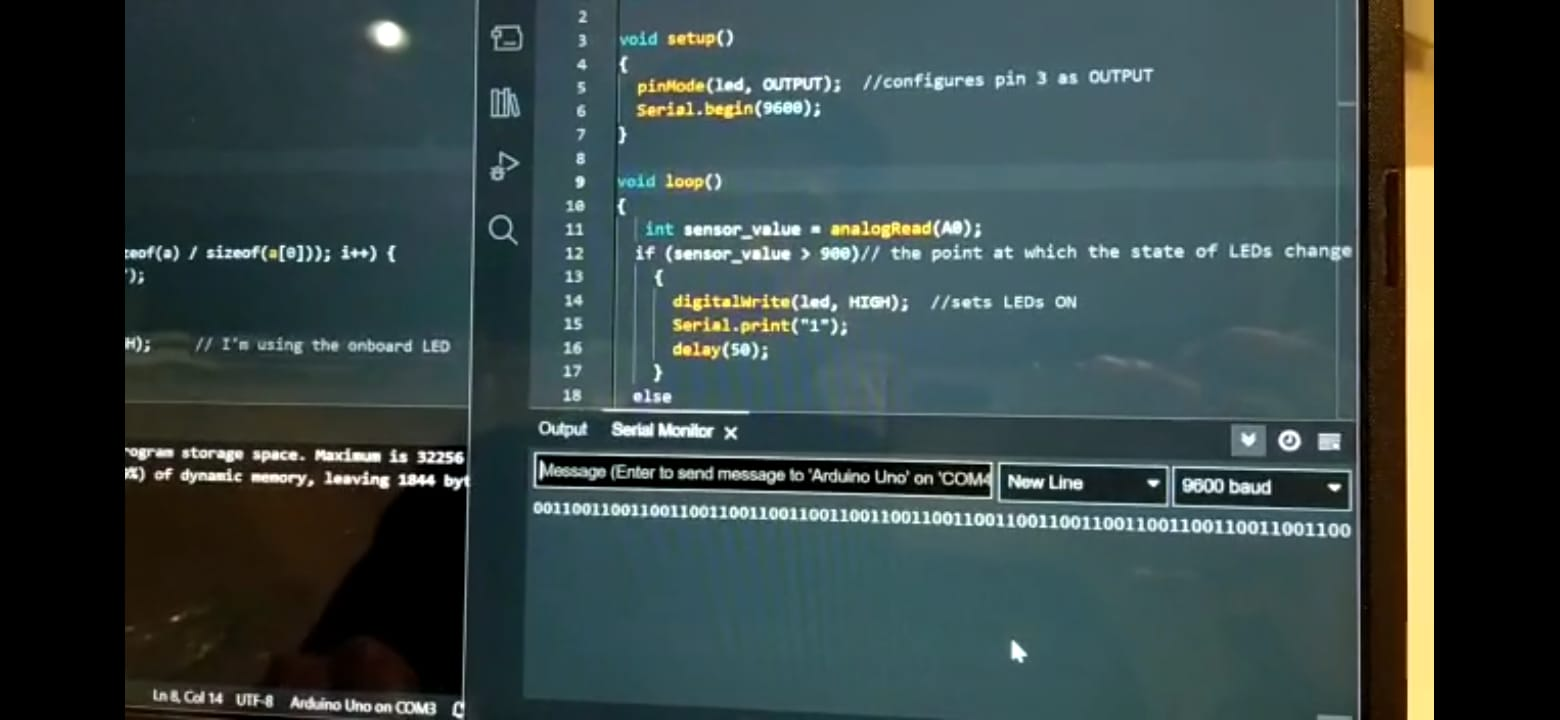 2
3 void setup()
4 {
5 pinMode(led, OUTPUT); //configures pin 3 as OUTPUT
6 Serial.begin(9600);
7 }
8
9 void loop()
10 {
11 int sensor_value = analogRead(A0);
12 if (sensor_value > 900)// the point at which the state of LEDs change
13 {
14 digitalWrite(led, HIGH); //sets LEDs ON
15 Serial.print("1");
16 delay(50);
17 }
18 else
eof(a) / sizeof(a[0])); i++) {
");
H); // I'm using the onboard LED
Output Serial Monitor
Message (Enter to send message to 'Arduino Uno' on 'COM4
New Line
9600 baud
rogram storage space. Maximum is 32256
%) of dynamic memory, leaving 1844 byt
Ln 8, Col 14 UTF-8 Arduino Uno on COM3